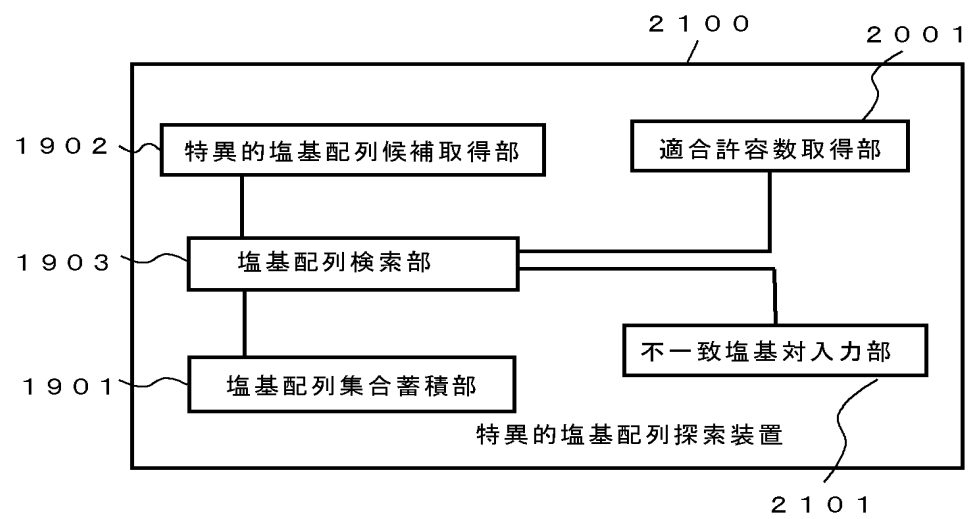 ２１００
２００１
１９０２
特異的塩基配列候補取得部
適合許容数取得部
１９０３
塩基配列検索部
不一致塩基対入力部
１９０１
塩基配列集合蓄積部
特異的塩基配列探索装置
２１０１